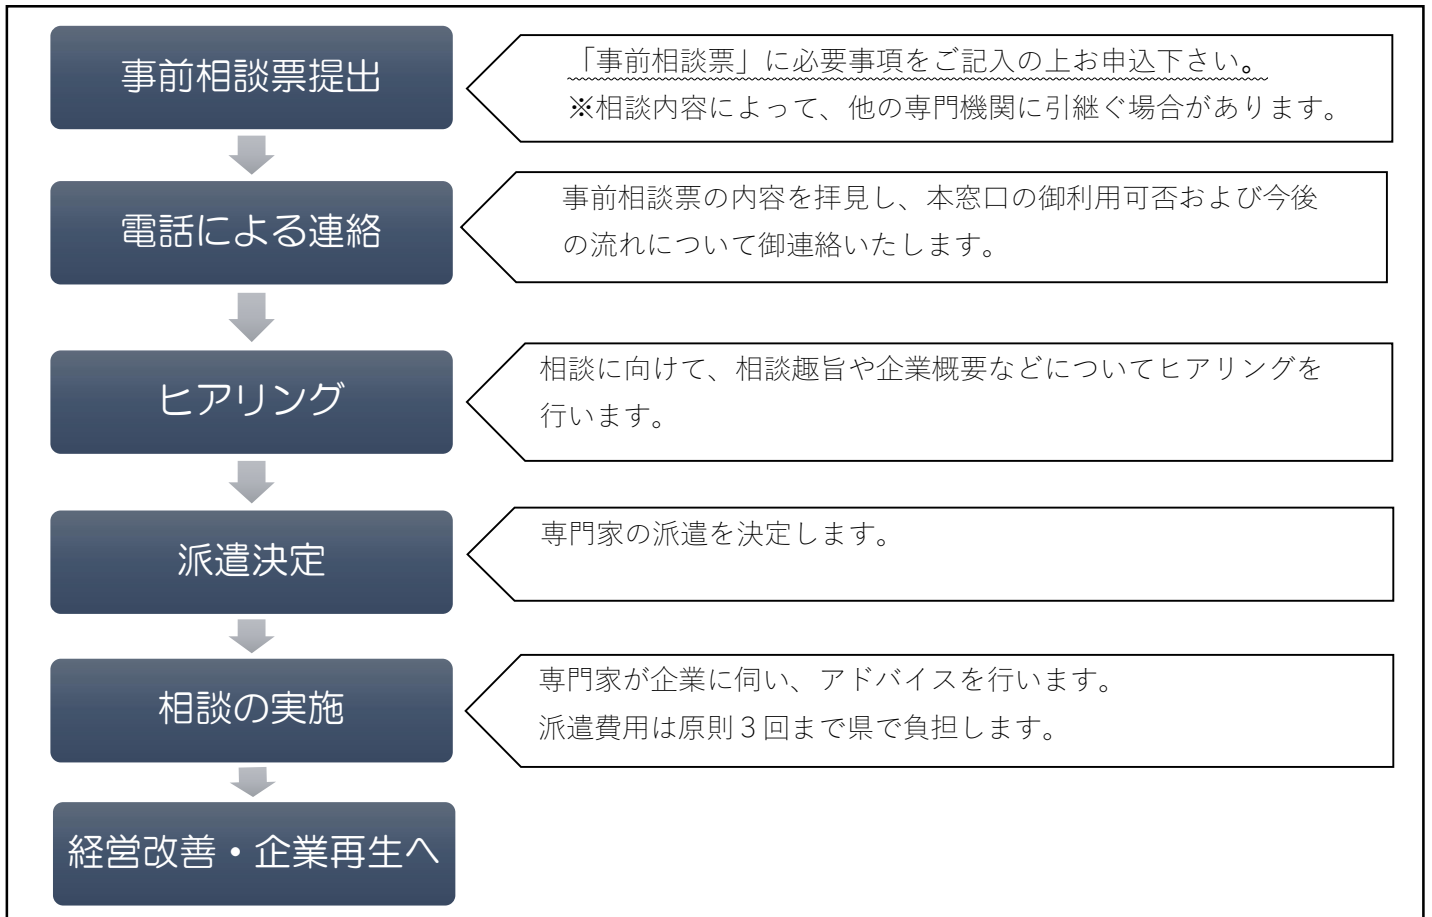 事前相談票提出
「事前相談票」に必要事項をご記入の上お申込下さい。
※相談内容によって、他の専門機関に引継ぐ場合があります。
電話による連絡
事前相談票の内容を拝見し、本窓口の御利用可否および今後
の流れについて御連絡いたします。
ヒアリング
相談に向けて、相談趣旨や企業概要などについてヒアリングを
行います。
派遣決定
専門家の派遣を決定します。
相談の実施
専門家が企業に伺い、アドバイスを行います。
派遣費用は原則３回まで県で負担します。
経営改善・企業再生へ